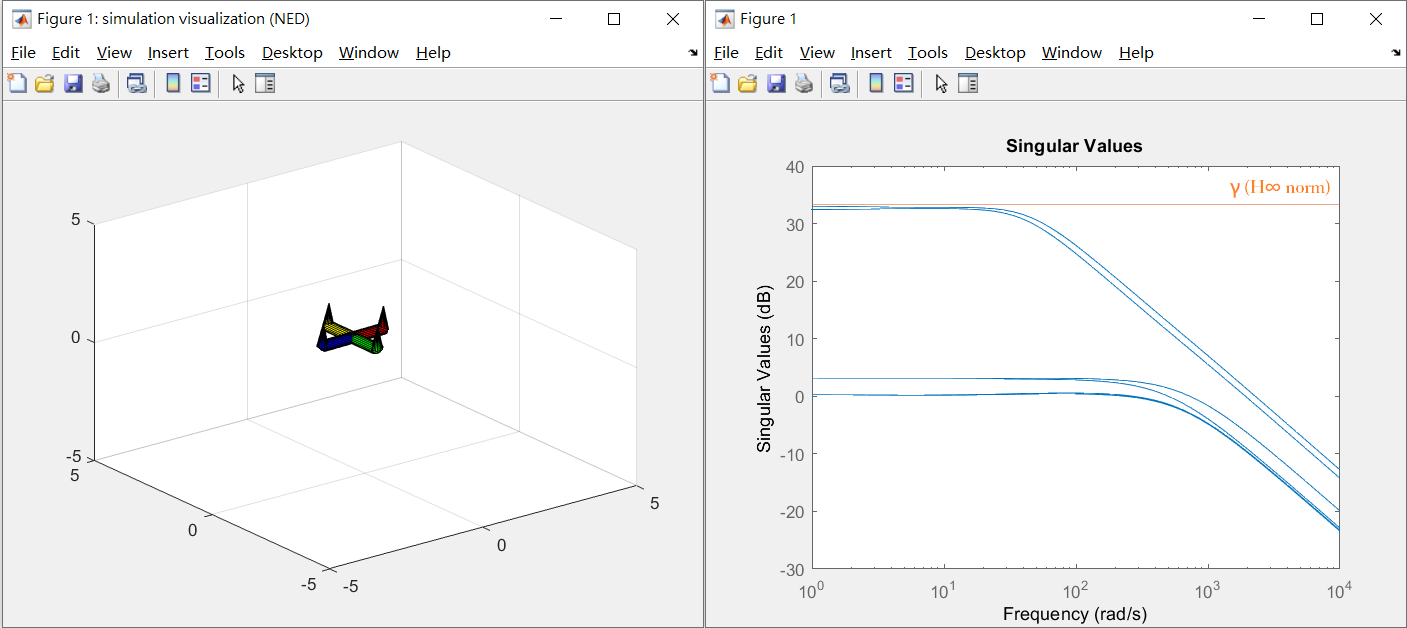 Figure 1: simulation visualization (NED)
File Edit View Insert Tools Desktop Window Help
5
0
-5
5
0
-5
-5
0
5
Figure 1
File Edit View Insert Tools Desktop Window Help
Singular Values
γ (H∞ norm)
Singular Values (dB)
40
30
20
10
0
-10
-20
-30
10^0 10^1 10^2 10^3 10^4
Frequency (rad/s)